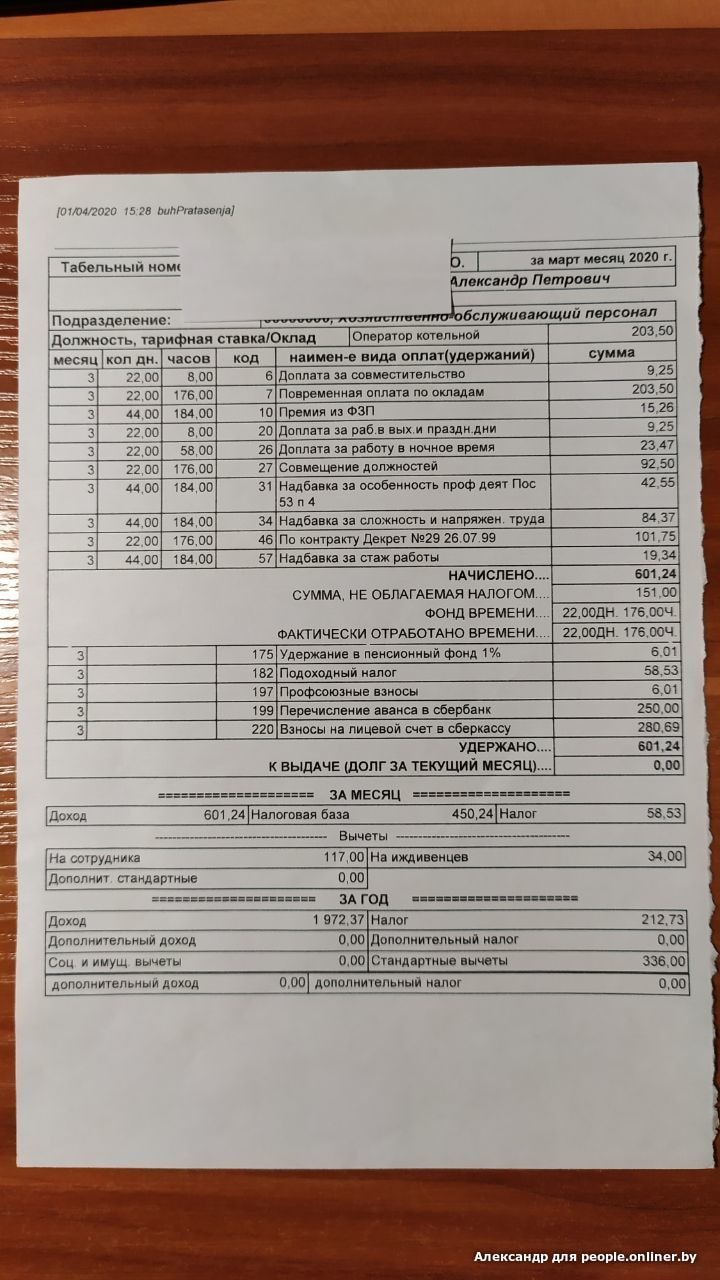 [01/04/2020 15:28 buhPratasenja]
О. за март месяц 2020 г.
Табельный
Александр Петрович
Подразделение: Хозяйственно-обслуживающий персонал
Должность, тарифная ставка/Оклад Оператор котельной 203,50
месяц кол дн. часов код наимен-е вида оплат(удержаний) сумма
3 22,00 8,00 6 Доплата за совместительство 9,25
3 22,00 176,00 7 Повременная оплата по окладам 203,50
3 44,00 184,00 10 Премия из ФЗП 15,26
3 22,00 8,00 20 Доплата за раб.в вых.и праздн.дни 9,25
3 22,00 58,00 26 Доплата за работу в ночное время 23,47
3 22,00 176,00 27 Совмещение должностей 92,50
3 44,00 184,00 31 Надбавка за особенность проф деят Пос 42,55
53 п 4
3 44,00 184,00 34 Надбавка за сложность и напряжен. труда 84,37
3 22,00 176,00 46 По контракту Декрет №29 26.07.99 101,75
3 44,00 184,00 57 Надбавка за стаж работы 19,34
НАЧИСЛЕНО.... 601,24
СУММА, НЕ ОБЛАГАЕМАЯ НАЛОГОМ.... 151,00
ФОНД ВРЕМЕНИ.... 22,00ДН. 176,00Ч.
ФАКТИЧЕСКИ ОТРАБОТАНО ВРЕМЕНИ.... 22,00ДН. 176,00Ч.
3 175 Удержание в пенсионный фонд 1% 6,01
3 182 Подоходный налог 58,53
3 197 Профсоюзные взносы 6,01
3 199 Перечисление аванса в сбербанк 250,00
3 220 Взносы на лицевой счет в сберкассу 280,69
УДЕРЖАНО.... 601,24
К ВЫДАЧЕ (ДОЛГ ЗА ТЕКУЩИЙ МЕСЯЦ).... 0,00
==================== ЗА МЕСЯЦ ====================
Доход 601,24 Налоговая база 450,24 Налог 58,53
---------------------------------------- Вычеты ----------------------------------------
На сотрудника 117,00 На иждивенцев 34,00
Дополнит. стандартные 0,00
===================== ЗА ГОД =====================
Доход 1 972,37 Налог 212,73
Дополнительный доход 0,00 Дополнительный налог 0,00
Соц. и имущ. вычеты 0,00 Стандартные вычеты 336,00
дополнительный доход 0,00 дополнительный налог 0,00
Александр для people.onliner.by